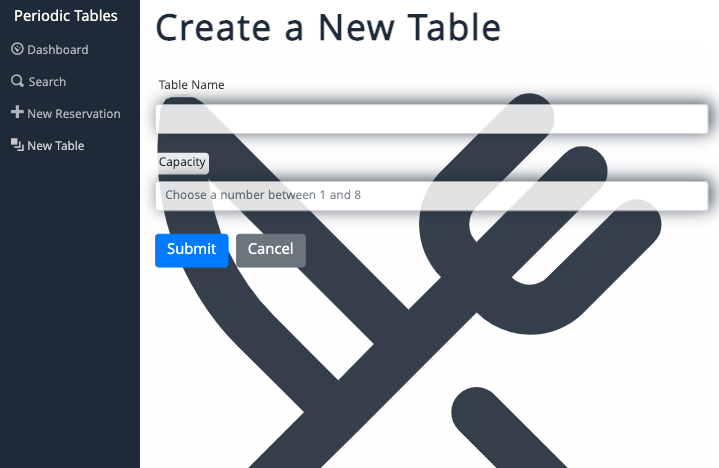 Periodic Tables
Dashboard
Search
New Reservation
New Table
Create a New Table
Table Name
Capacity
Choose a number between 1 and 8
Submit
Cancel